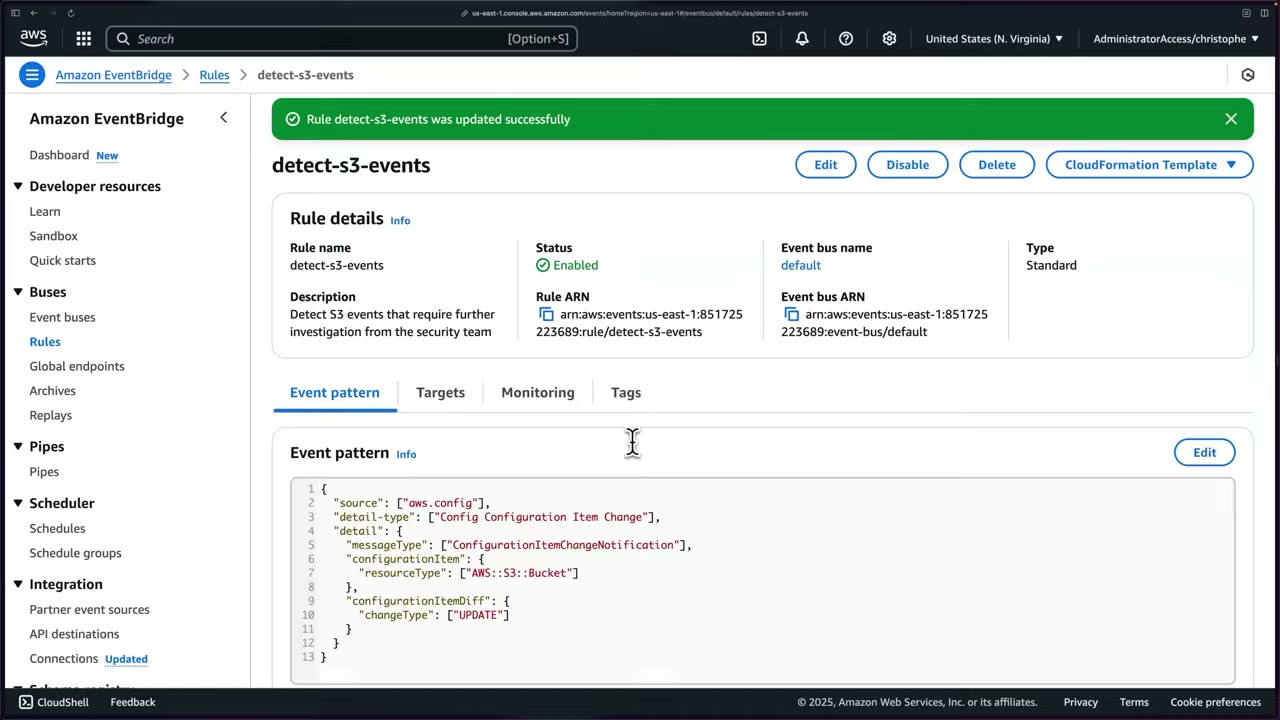 us-east-1.console.aws.amazon.com/events/home?region=us-east-1#/eventbus/default/rules/detect-s3-events
aws
Search
[Option+S]
United States (N. Virginia)
AdministratorAccess/christophe
Amazon EventBridge
Rules
detect-s3-events
Amazon EventBridge
Dashboard New
Developer resources
Learn
Sandbox
Quick starts
Buses
Event buses
Rules
Global endpoints
Archives
Replays
Pipes
Pipes
Scheduler
Schedules
Schedule groups
Integration
Partner event sources
API destinations
Connections Updated
Rule detect-s3-events was updated successfully
detect-s3-events
Edit
Disable
Delete
CloudFormation Template
Rule details Info
Rule name
detect-s3-events
Status
Enabled
Event bus name
default
Type
Standard
Description
Detect S3 events that require further
investigation from the security team
Rule ARN
arn:aws:events:us-east-1:851725
223689:rule/detect-s3-events
Event bus ARN
arn:aws:events:us-east-1:851725
223689:event-bus/default
Event pattern
Targets
Monitoring
Tags
Event pattern Info
Edit
1 {
2 "source": ["aws.config"],
3 "detail-type": ["Config Configuration Item Change"],
4 "detail": {
5 "messageType": ["ConfigurationItemChangeNotification"],
6 "configurationItem": {
7 "resourceType": ["AWS::S3::Bucket"]
8 },
9 "configurationItemDiff": {
10 "changeType": ["UPDATE"]
11 }
12 }
13 }
CloudShell
Feedback
© 2025, Amazon Web Services, Inc. or its affiliates.
Privacy
Terms
Cookie preferences